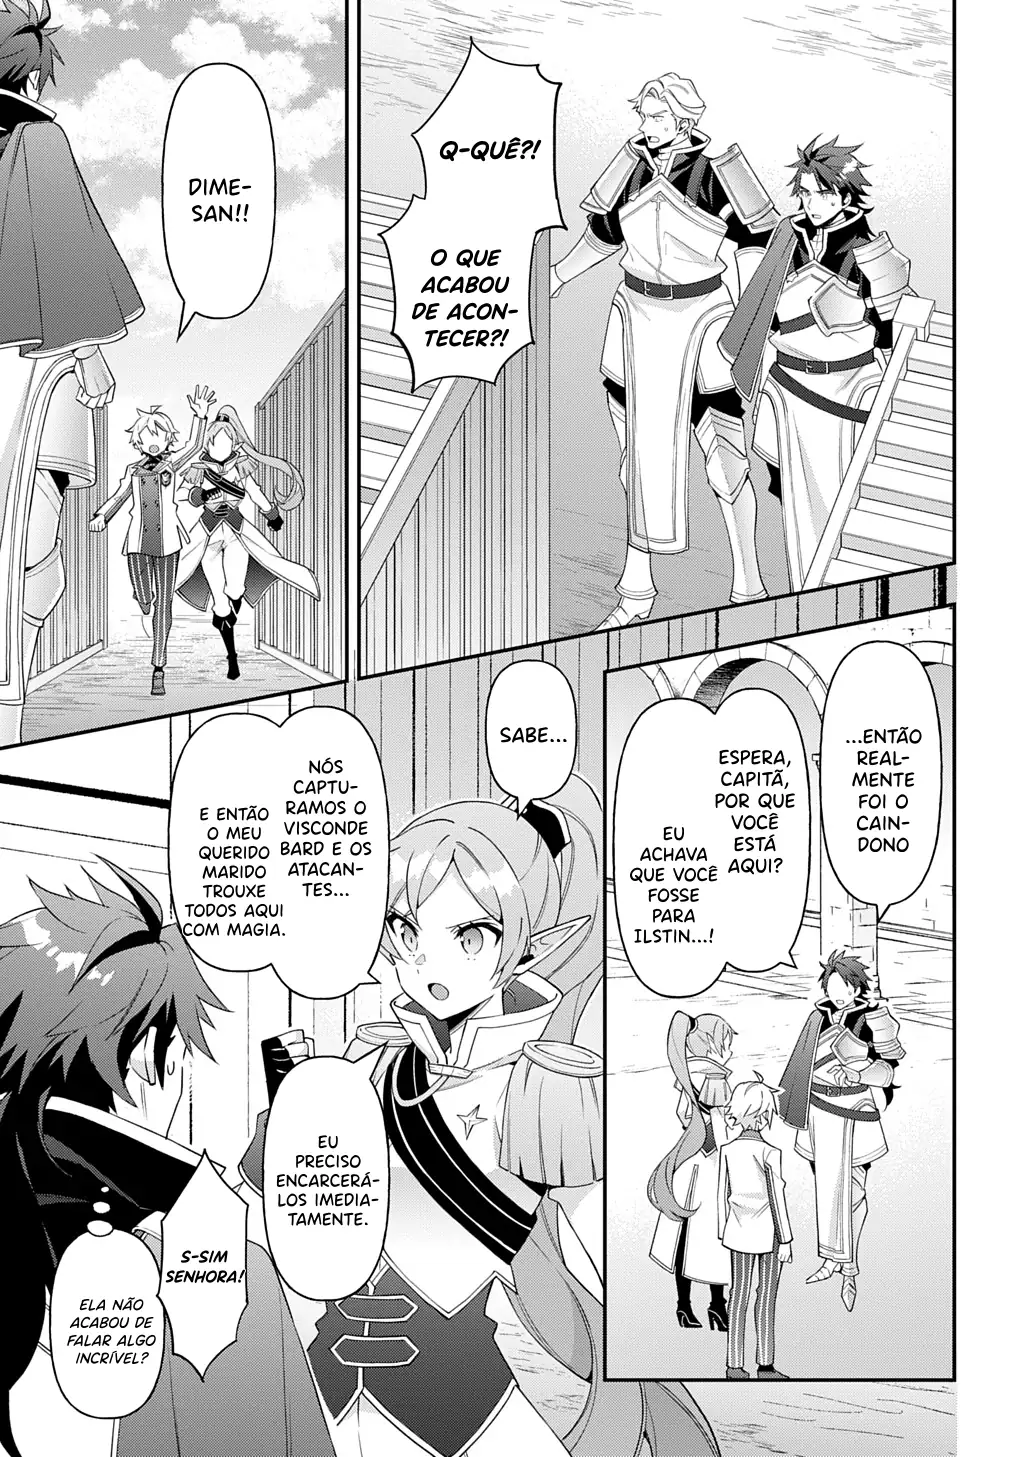 Q-QUÊ?!
O QUE
ACABOU
DE ACON-
TECER?!
DIME-
SAN!!
...ENTÃO
REAL-
MENTE
FOI O
CAIN-
DONO
ESPERA,
CAPITÃ,
POR QUE
VOCÊ
ESTÁ
AQUI?
EU
ACHAVA
QUE VOCÊ
FOSSE
PARA
ILSTIN...!
SABE...
NÓS
CAPTU-
RAMOS O
VISCONDE
BARD E OS
ATACAN-
TES...
E ENTÃO
O MEU
QUERIDO
MARIDO
TROUXE
TODOS AQUI
COM MAGIA.
EU
PRECISO
ENCARCERÁ-
LOS IMEDIA-
TAMENTE.
S-SIM
SENHORA!
ELA NÃO
ACABOU DE
FALAR ALGO
INCRÍVEL?